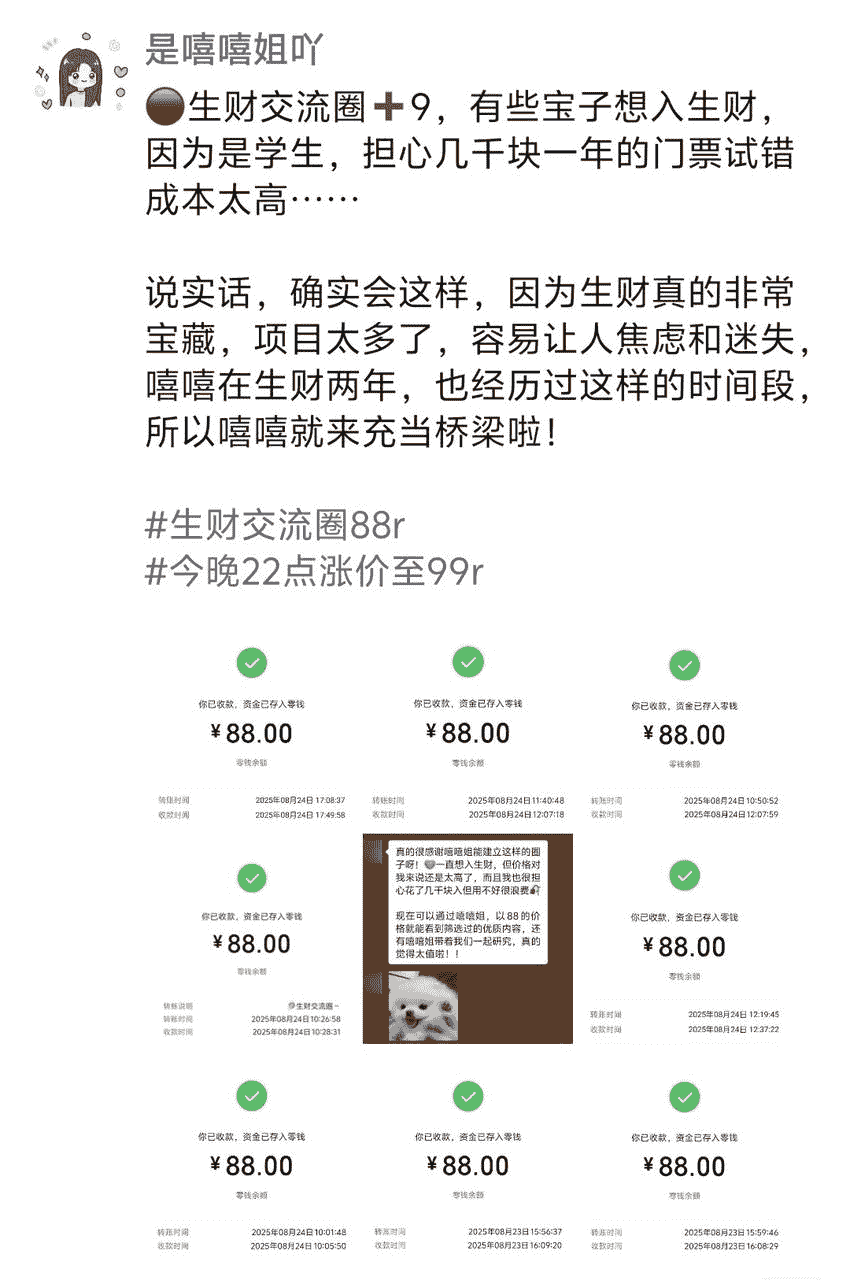 是嘻嘻姐吖
生财交流圈➕9，有些宝子想入生财，
因为是学生，担心几千块一年的门票试错
成本太高……
说实话，确实会这样，因为生财真的非常
宝藏，项目太多了，容易让人焦虑和迷失，
嘻嘻在生财两年，也经历过这样的时间段，
所以嘻嘻就来充当桥梁啦！
#生财交流圈88r
#今晚22点涨价至99r
你已收款，资金已存入零钱
¥88.00
零钱余额
转账时间 2025年08月24日 17:08:37
收款时间 2025年08月24日 17:49:58
你已收款，资金已存入零钱
¥88.00
零钱余额
转账时间 2025年08月24日 11:40:48
收款时间 2025年08月24日 12:07:18
你已收款，资金已存入零钱
¥88.00
零钱余额
转账时间 2025年08月24日 10:50:52
收款时间 2025年08月24日 12:07:59
你已收款，资金已存入零钱
¥88.00
零钱余额
转账说明 生财交流圈~
转账时间 2025年08月24日 10:26:58
收款时间 2025年08月24日 10:28:31
真的很感谢嘻嘻姐能建立这样的圈
子呀！一直想入生财，但价格对
我来说还是太高了，而且我也很担
心花了几千块入但用不好很浪费
现在可以通过嘻嘻姐，以88的价
格就能看到筛选过的优质内容，还
有嘻嘻姐带着我们一起研究，真的
觉得太值啦！！
你已收款，资金已存入零钱
¥88.00
零钱余额
转账时间 2025年08月24日 12:19:45
收款时间 2025年08月24日 12:37:22
你已收款，资金已存入零钱
¥88.00
零钱余额
转账时间 2025年08月24日 10:01:48
收款时间 2025年08月24日 10:05:50
你已收款，资金已存入零钱
¥88.00
零钱余额
转账时间 2025年08月23日 15:56:37
收款时间 2025年08月23日 16:09:20
你已收款，资金已存入零钱
¥88.00
零钱余额
转账时间 2025年08月23日 15:59:46
收款时间 2025年08月23日 16:08:29